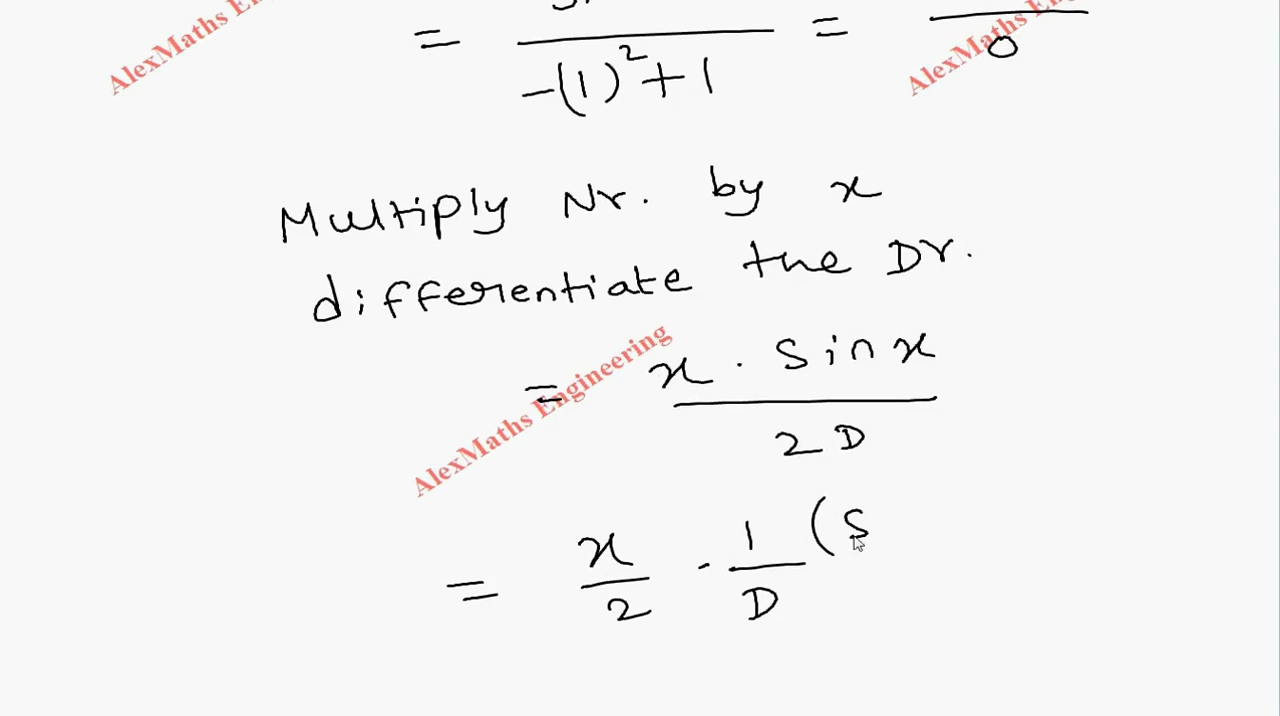 = -(1)² + 1 = 0
Multiply Nr. by x
differentiate the Dr.
= x . sin x / 2D
= x/2 . 1/D (s
AlexMaths Engineering